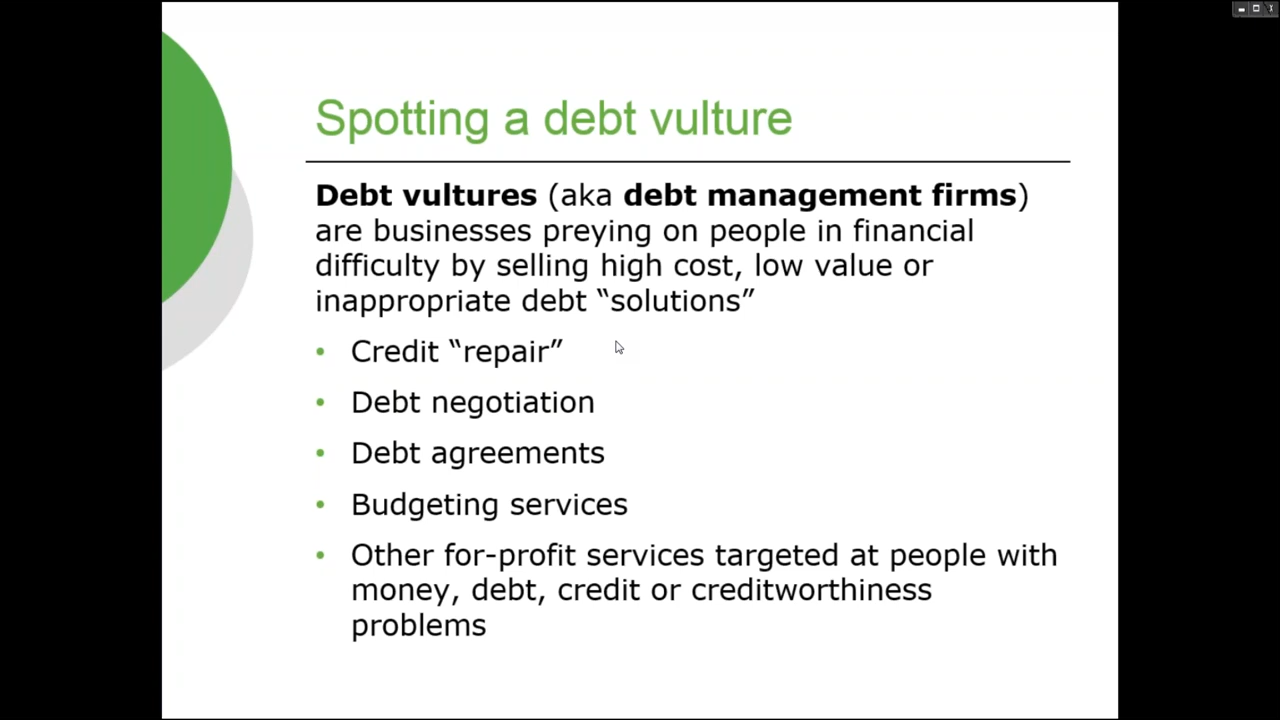 Spotting a debt vulture
Debt vultures (aka debt management firms)
are businesses preying on people in financial
difficulty by selling high cost, low value or
inappropriate debt “solutions”
• Credit “repair”
• Debt negotiation
• Debt agreements
• Budgeting services
• Other for-profit services targeted at people with
money, debt, credit or creditworthiness
problems